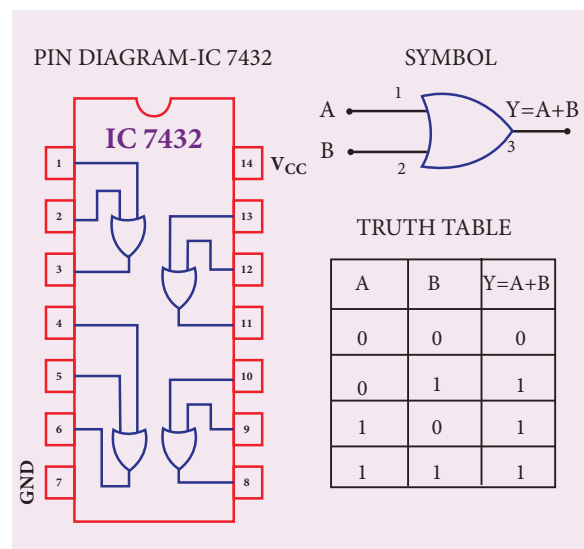 PIN DIAGRAM-IC 7432
IC 7432
1
2
3
4
5
6
7
GND
14
V_CC
13
12
11
10
9
8
SYMBOL
A
1
B
2
3
Y=A+B
TRUTH TABLE
A B Y=A+B
0 0 0
0 1 1
1 0 1
1 1 1